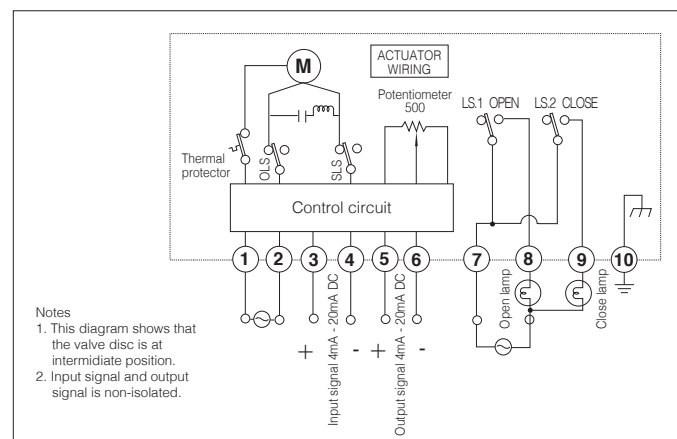 M
ACTUATOR
WIRING
Potentiometer
500
LS.1 OPEN
LS.2 CLOSE
Thermal
protector
OLS
SLS
Control circuit
1
2
3
4
5
6
7
8
9
10
+
Input signal 4mA - 20mA DC
-
+
Output signal 4mA - 20mA DC
-
Open lamp
Close lamp
Notes
1. This diagram shows that
the valve disc is at
intermidiate position.
2. Input signal and output
signal is non-isolated.